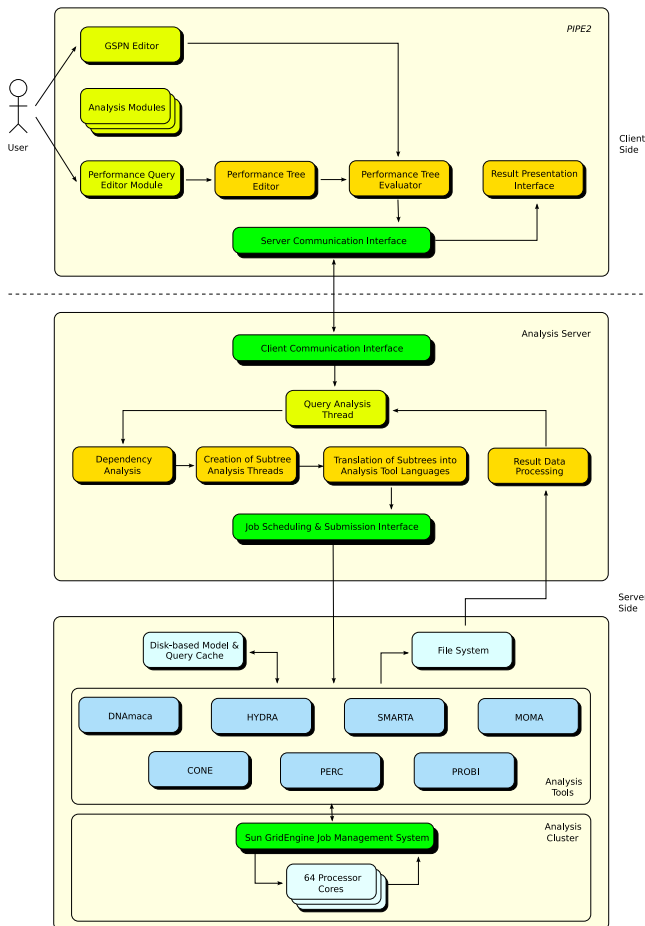 PIPE2
GSPN Editor
Analysis Modules
User
Client
Side
Performance Query
Editor Module
Performance Tree
Editor
Performance Tree
Evaluator
Result Presentation
Interface
Server Communication Interface
Analysis Server
Client Communication Interface
Query Analysis
Thread
Dependency
Analysis
Creation of Subtree
Analysis Threads
Translation of Subtrees into
Analysis Tool Languages
Result Data
Processing
Job Scheduling & Submission Interface
Server
Side
Disk-based Model &
Query Cache
File System
DNAmaca
HYDRA
SMARTA
MOMA
CONE
PERC
PROBI
Analysis
Tools
Analysis
Cluster
Sun GridEngine Job Management System
64 Processor
Cores